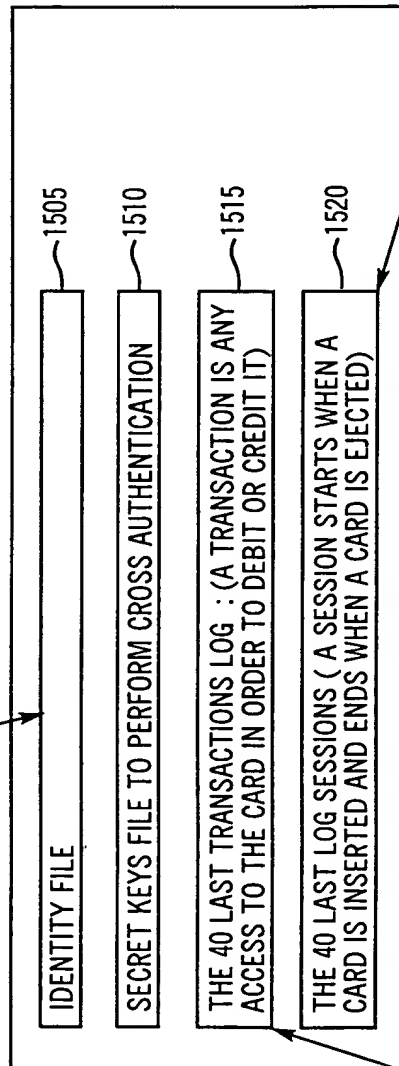 IDENTITY FILE
1505
SECRET KEYS FILE TO PERFORM CROSS AUTHENTICATION
1510
THE 40 LAST TRANSACTIONS LOG : (A TRANSACTION IS ANY
ACCESS TO THE CARD IN ORDER TO DEBIT OR CREDIT IT)
1515
THE 40 LAST LOG SESSIONS ( A SESSION STARTS WHEN A
CARD IS INSERTED AND ENDS WHEN A CARD IS EJECTED)
1520